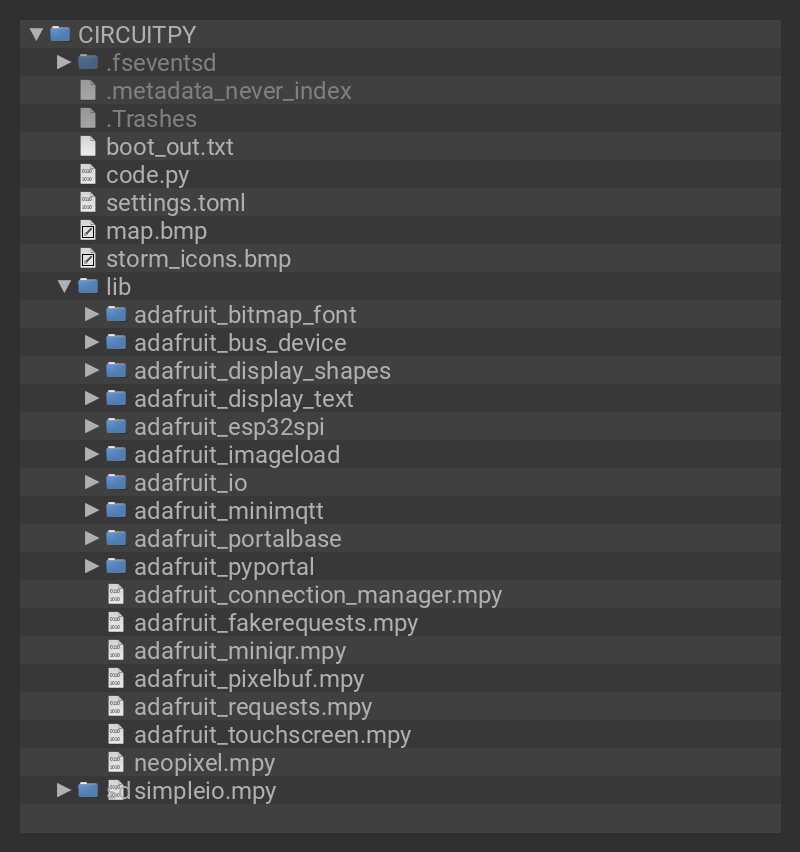 CIRCUITPY
.fseventsd
.metadata_never_index
.Trashes
boot_out.txt
code.py
settings.toml
map.bmp
storm_icons.bmp
lib
adafruit_bitmap_font
adafruit_bus_device
adafruit_display_shapes
adafruit_display_text
adafruit_esp32spi
adafruit_imageload
adafruit_io
adafruit_minimqtt
adafruit_portalbase
adafruit_pyportal
adafruit_connection_manager.mpy
adafruit_fakerequests.mpy
adafruit_miniqr.mpy
adafruit_pixelbuf.mpy
adafruit_requests.mpy
adafruit_touchscreen.mpy
neopixel.mpy
sd simpleio.mpy